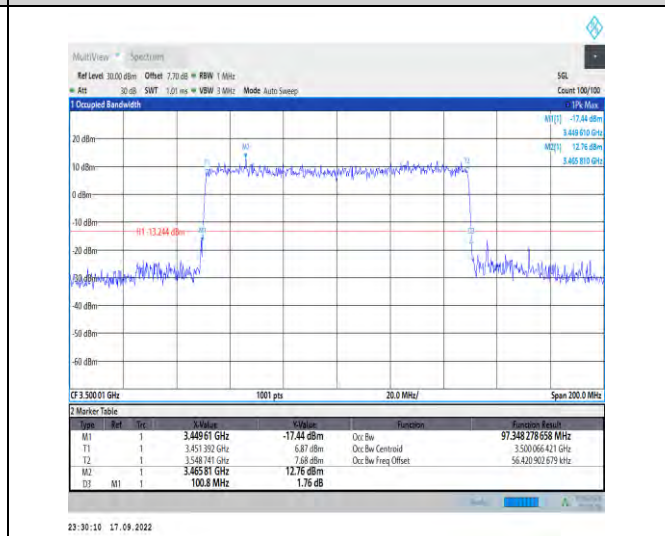 MultiView Spectrum
Ref Level 30.00 dBm Offset 7.70 dB RBW 1 MHz SGL
Att 30 dB SWT 1.01 ms VBW 3 MHz Mode Auto Sweep Count 100/100
1 Occupied Bandwidth 1Pk Max
M1[1] -17.44 dBm
3.449 610 GHz
M2[1] 12.76 dBm
3.465 810 GHz
20 dBm
M2
T1
T2
10 dBm
0 dBm
-10 dBm
H1 -13.244 dBm
M1
-20 dBm
-30 dBm
-40 dBm
-50 dBm
-60 dBm
CF 3.500 01 GHz 1001 pts 20.0 MHz/ Span 200.0 MHz
2 Marker Table
Type Ref Trc X-Value Y-Value Function Function Result
M1 1 3.449 61 GHz -17.44 dBm Occ Bw 97.348 278 658 MHz
T1 1 3.451 392 GHz 6.87 dBm Occ Bw Centroid 3.500 066 421 GHz
T2 1 3.548 741 GHz 7.68 dBm Occ Bw Freq Offset 56.420 902 679 kHz
M2 1 3.465 81 GHz 12.76 dBm
D3 M1 1 100.8 MHz 1.76 dB
23:30:10 17.09.2022